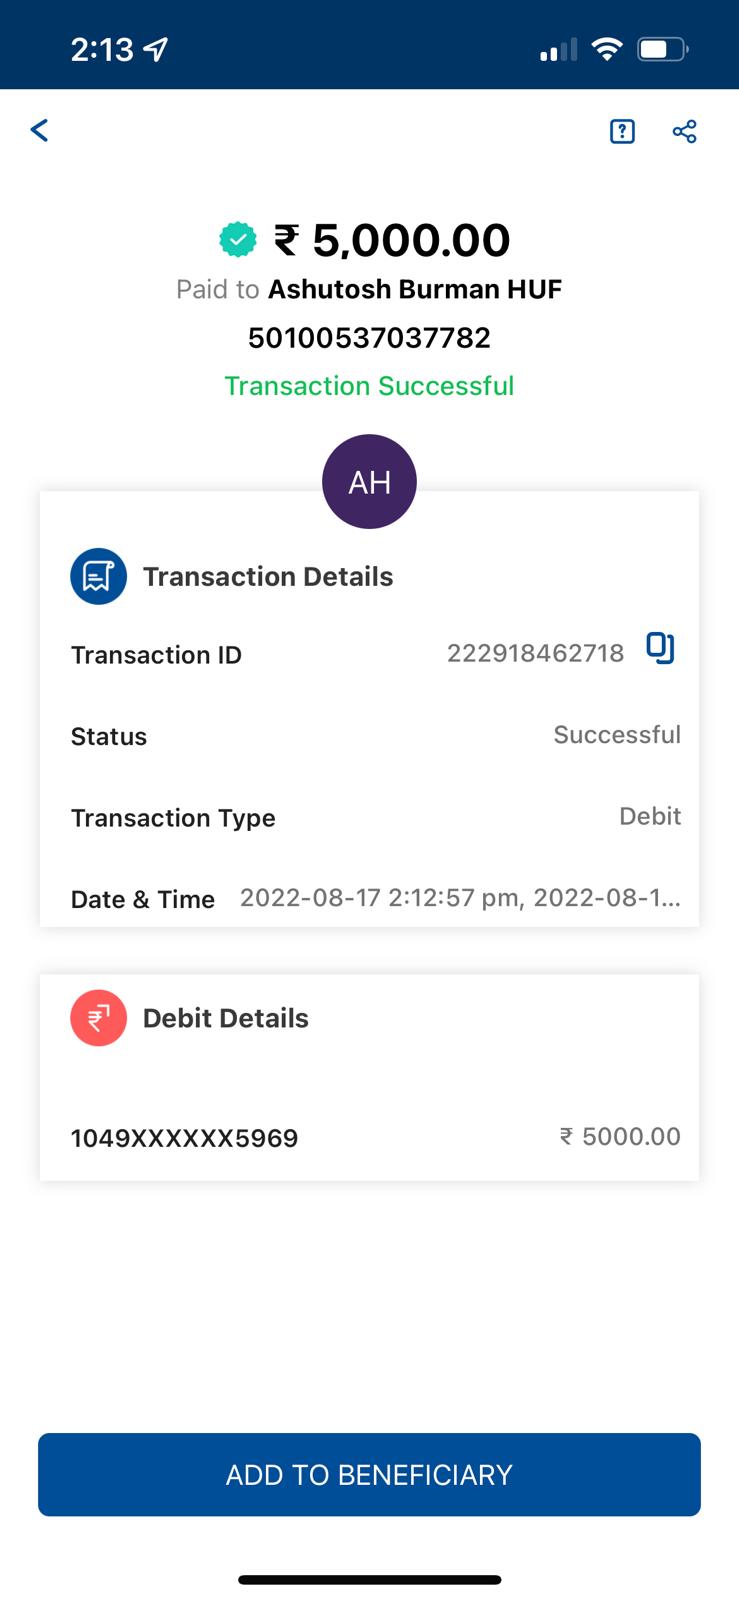 2:13
₹ 5,000.00
Paid to Ashutosh Burman HUF
50100537037782
Transaction Successful
AH
Transaction Details
Transaction ID 222918462718
Status Successful
Transaction Type Debit
Date & Time 2022-08-17 2:12:57 pm, 2022-08-1...
Debit Details
1049XXXXXX5969 ₹ 5000.00
ADD TO BENEFICIARY